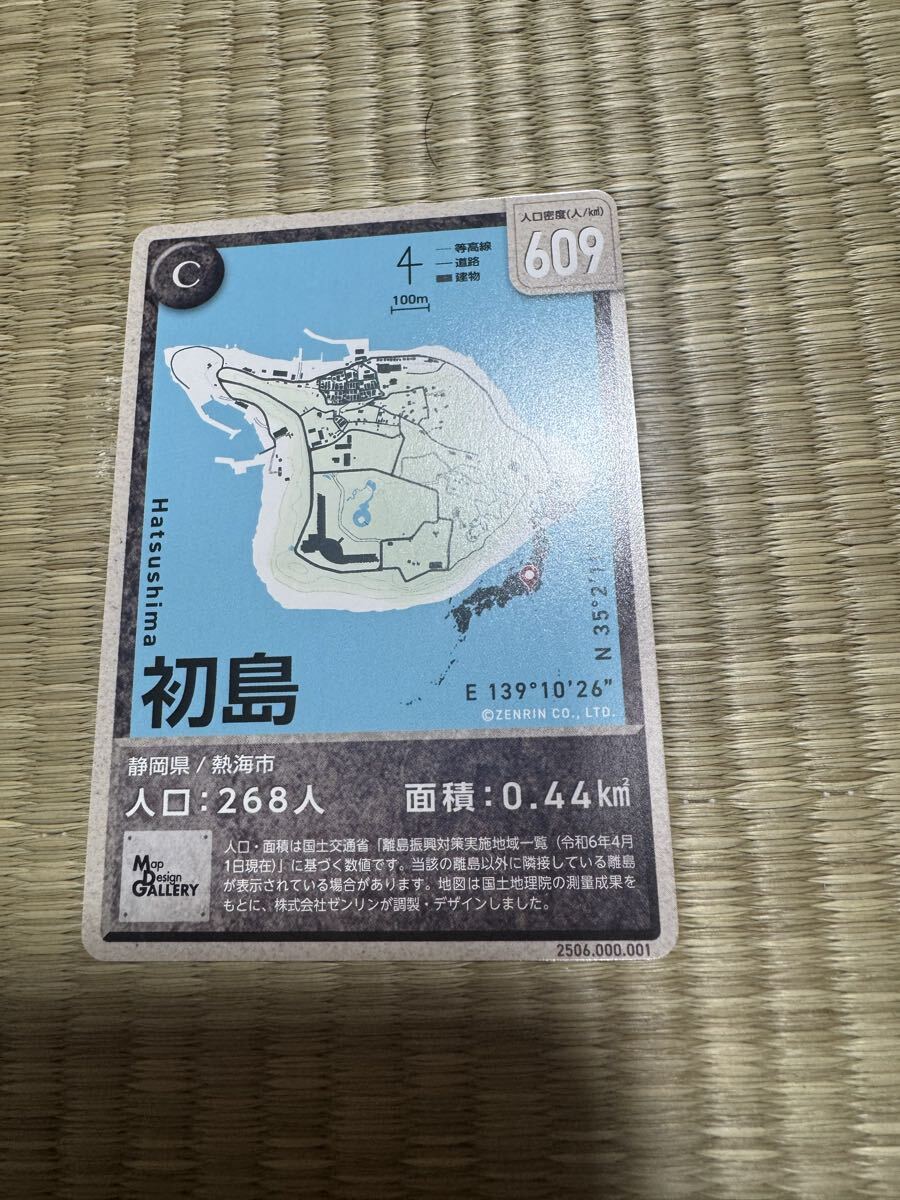 C
人口密度(人/㎢)
609
等高線
道路
建物
100m
Hatsushima
初島
N 35°2'1
E 139°10'26"
©ZENRIN CO., LTD.
静岡県 / 熱海市
人口:268人
面積:0.44㎢
Map
Design
GALLERY
人口・面積は国土交通省「離島振興対策実施地域一覧（令和6年4月
1日現在）」に基づく数値です。当該の離島以外に隣接している離島
が表示されている場合があります。地図は国土地理院の測量成果を
もとに、株式会社ゼンリンが調製・デザインしました。
2506.000.001